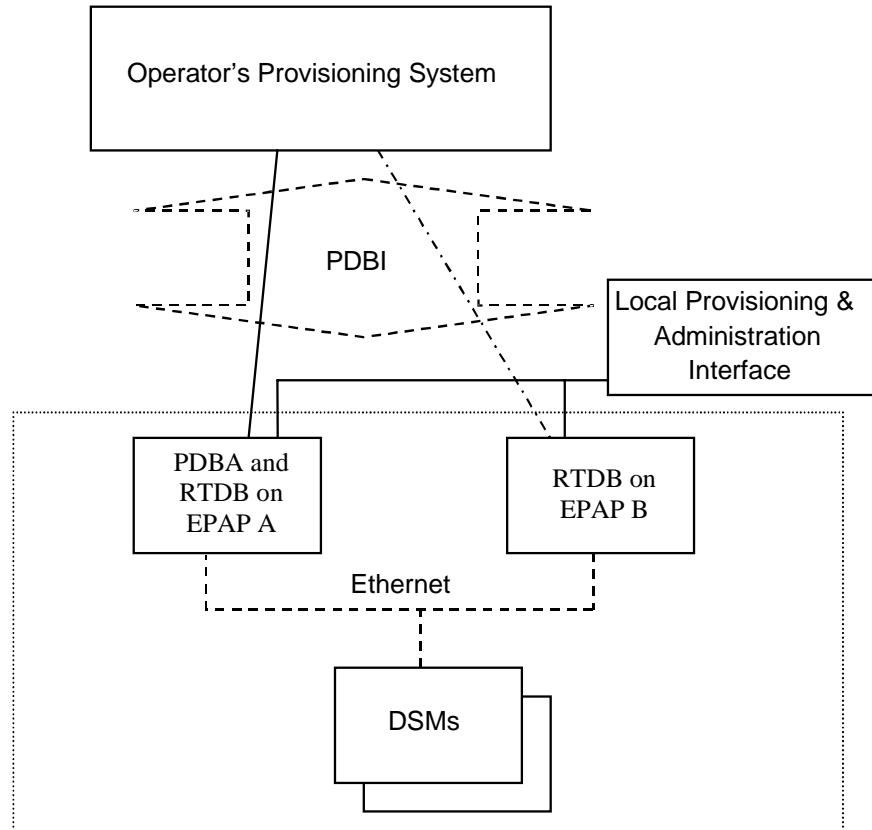 Operator's Provisioning System
PDBI
Local Provisioning &
Administration
Interface
PDBA and
RTDB on
EPAP A
RTDB on
EPAP B
Ethernet
DSMs